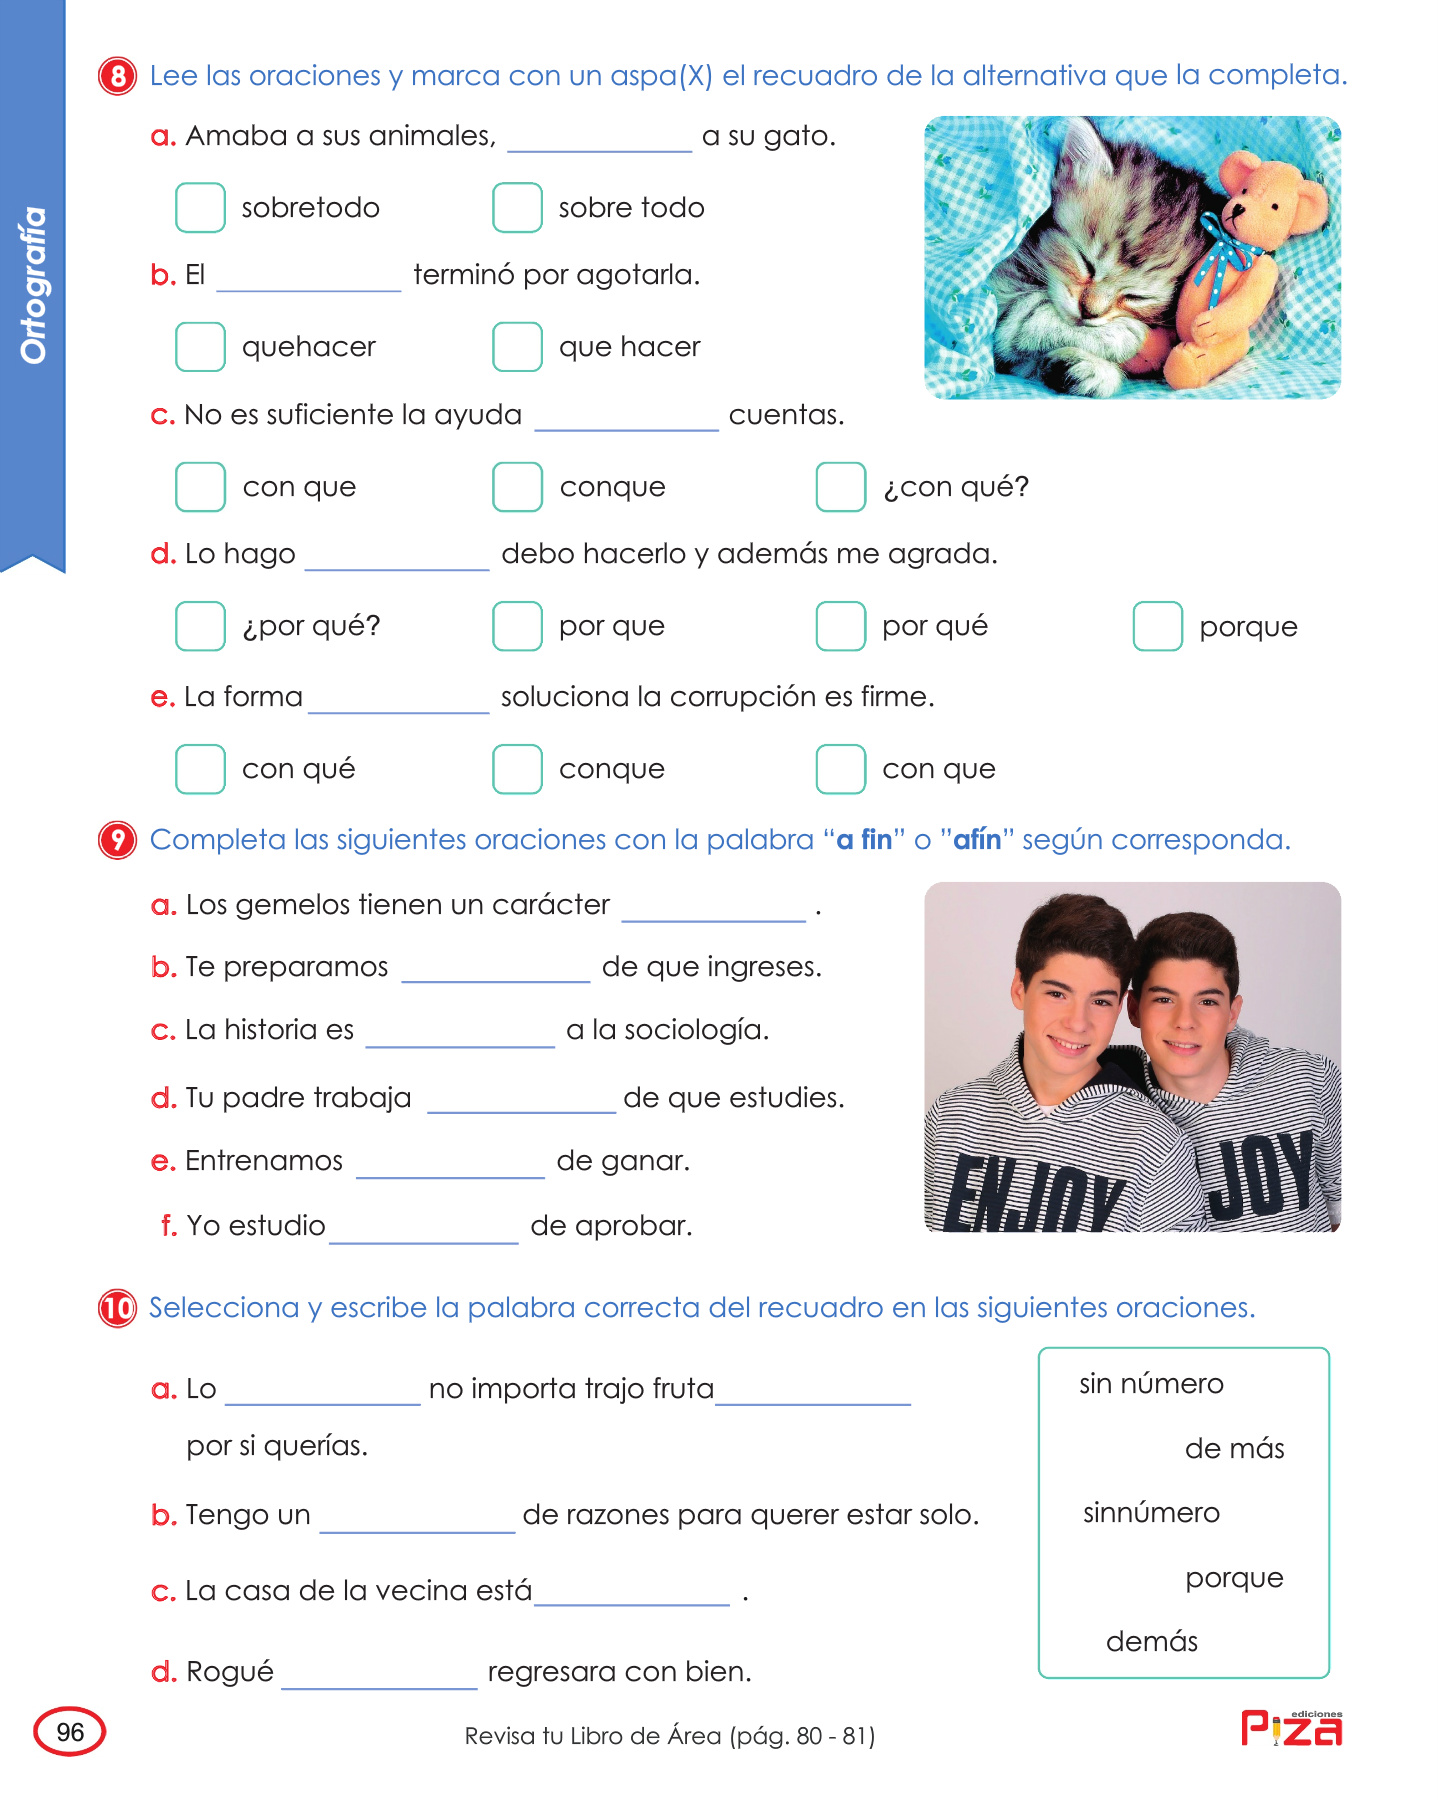 Ortografía
8 Lee las oraciones y marca con un aspa(X) el recuadro de la alternativa que la completa.
a. Amaba a sus animales, ____________ a su gato.
sobretodo sobre todo
b. El ____________ terminó por agotarla.
quehacer que hacer
c. No es suficiente la ayuda ____________ cuentas.
con que conque ¿con qué?
d. Lo hago ____________ debo hacerlo y además me agrada.
¿por qué? por que por qué porque
e. La forma ____________ soluciona la corrupción es firme.
con qué conque con que
9 Completa las siguientes oraciones con la palabra “a fin” o ”afín” según corresponda.
a. Los gemelos tienen un carácter ____________ .
b. Te preparamos ____________ de que ingreses.
c. La historia es ____________ a la sociología.
d. Tu padre trabaja ____________ de que estudies.
e. Entrenamos ____________ de ganar.
f. Yo estudio ____________ de aprobar.
ENJOY JOY
10 Selecciona y escribe la palabra correcta del recuadro en las siguientes oraciones.
a. Lo ____________ no importa trajo fruta ____________
por si querías.
b. Tengo un ____________ de razones para querer estar solo.
c. La casa de la vecina está ____________ .
d. Rogué ____________ regresara con bien.
sin número
de más
sinnúmero
porque
demás
96
Revisa tu Libro de Área (pág. 80 - 81)
ediciones
Piza